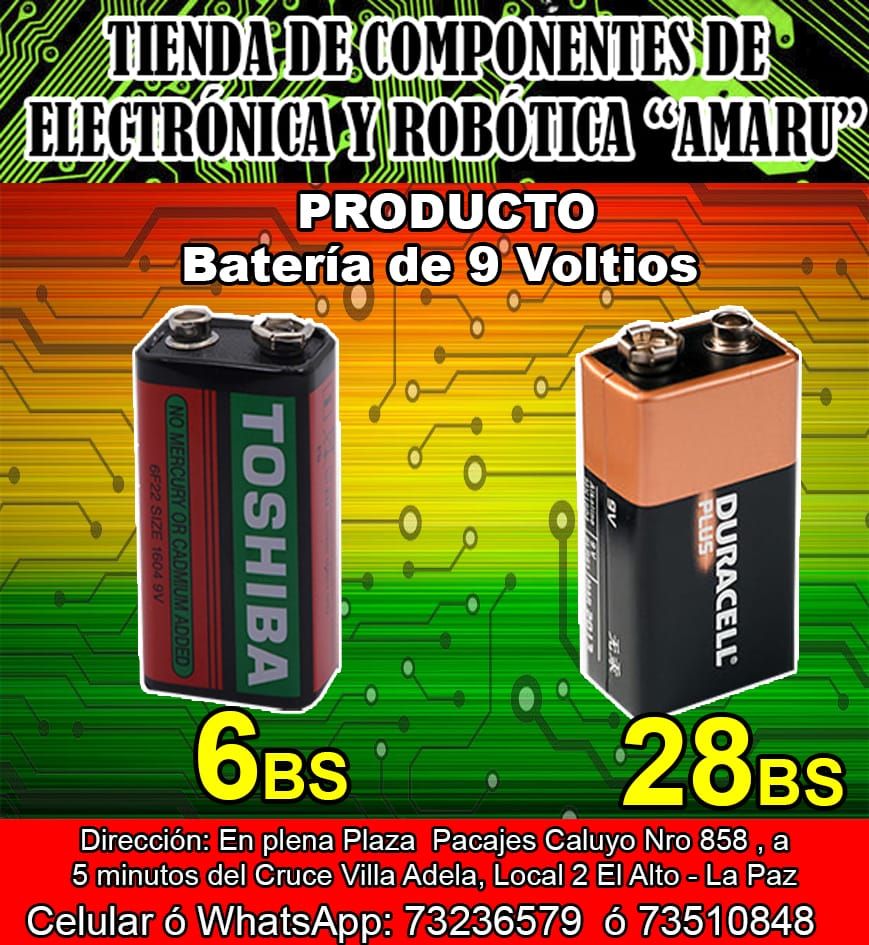 TIENDA DE COMPONENTES DE
ELECTRÓNICA Y ROBÓTICA “AMARU”
PRODUCTO
Batería de 9 Voltios
NO MERCURY OR CADMIUM ADDED
6F22 SIZE 1604 9V
TOSHIBA
9V
DURACELL
PLUS
6BS
28BS
Dirección: En plena Plaza Pacajes Caluyo Nro 858 , a
5 minutos del Cruce Villa Adela, Local 2 El Alto - La Paz
Celular ó WhatsApp: 73236579 ó 73510848